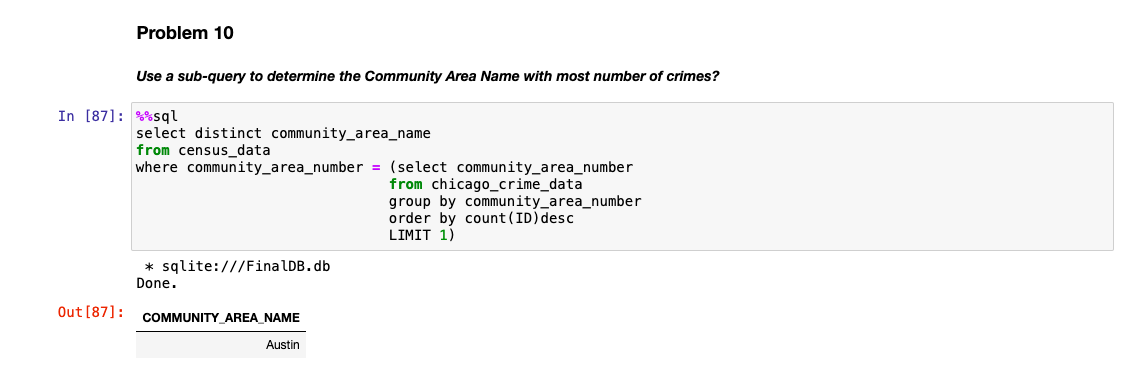 Problem 10
Use a sub-query to determine the Community Area Name with most number of crimes?
In [87]: %%sql
select distinct community_area_name
from census_data
where community_area_number = (select community_area_number
from chicago_crime_data
group by community_area_number
order by count(ID)desc
LIMIT 1)
* sqlite:///FinalDB.db
Done.
Out[87]: COMMUNITY_AREA_NAME
Austin